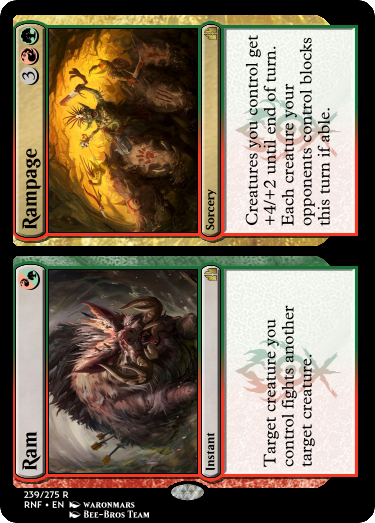 Ram
Instant
Target creature you
control fights another
target creature.
Rampage
3
Sorcery
Creatures you control get
+4/+2 until end of turn.
Each creature your
opponents control blocks
this turn if able.
239/275 R
RNF • EN WARONMARS
BEE-BROS TEAM